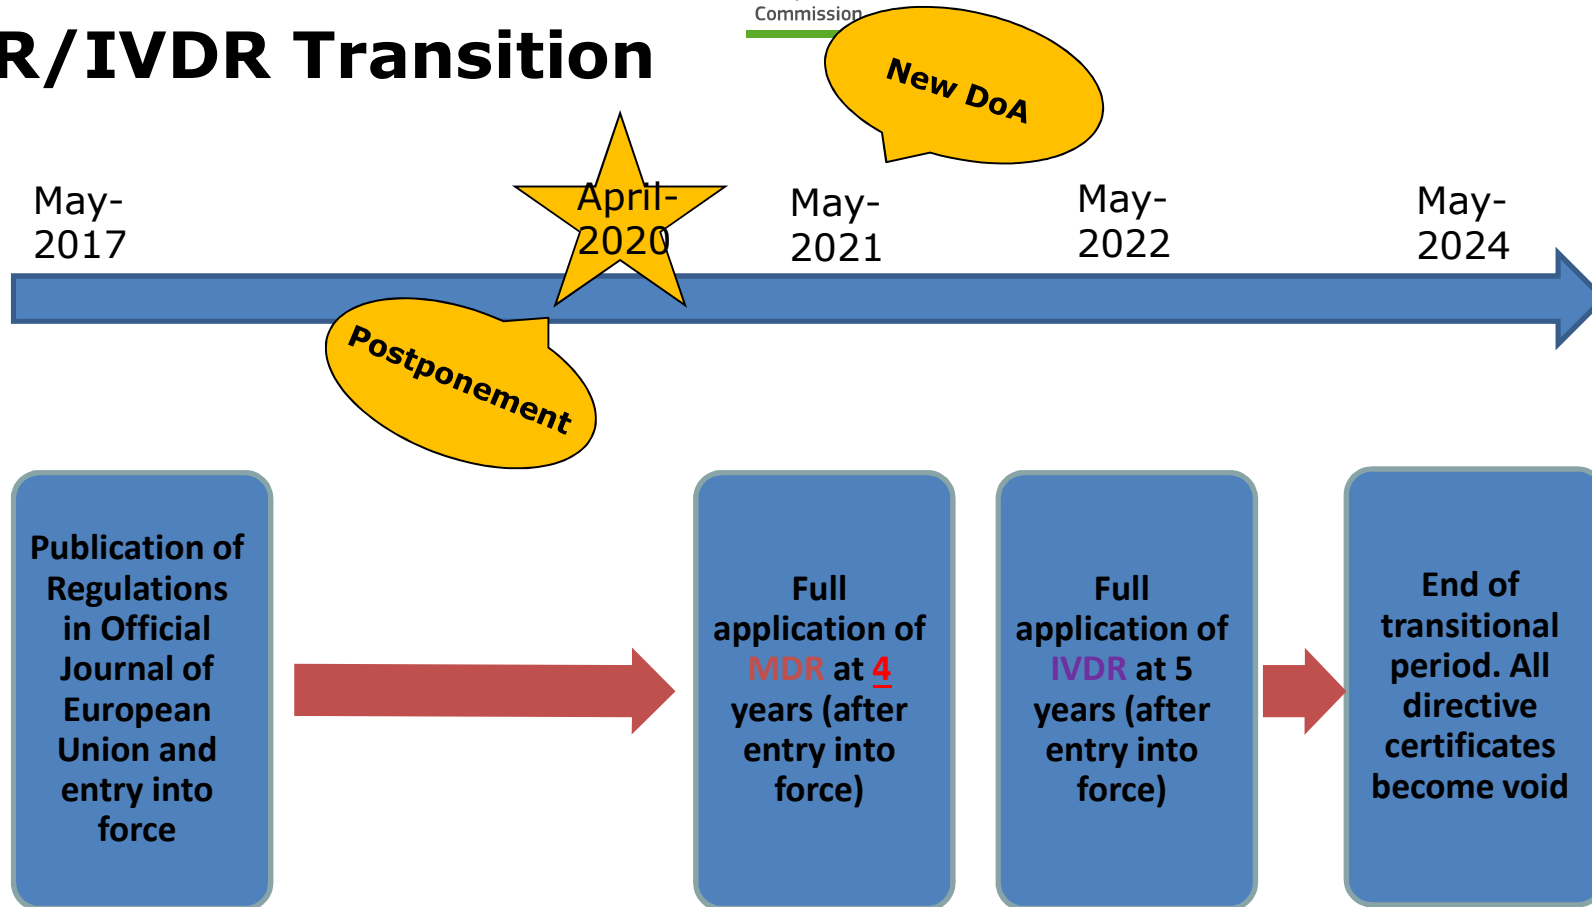 Commission
R/IVDR Transition
New DoA
May-
2017
April-
2020
May-
2021
May-
2022
May-
2024
Postponement
Publication of
Regulations
in Official
Journal of
European
Union and
entry into
force
Full
application of
MDR at 4
years (after
entry into
force)
Full
application of
IVDR at 5
years (after
entry into
force)
End of
transitional
period. All
directive
certificates
become void